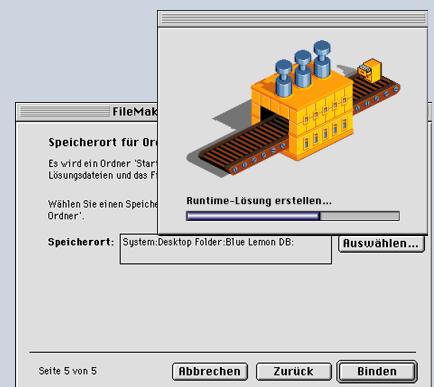 FileMak
Speicherort für Or
Es wird ein Ordner 'Star
Lösungsdateien und das F
Wählen Sie einen Speiche
Ordner'.
Runtime-Lösung erstellen...
Speicherort: System:Desktop Folder:Blue Lemon DB: Auswählen...
Seite 5 von 5 Abbrechen Zurück Binden